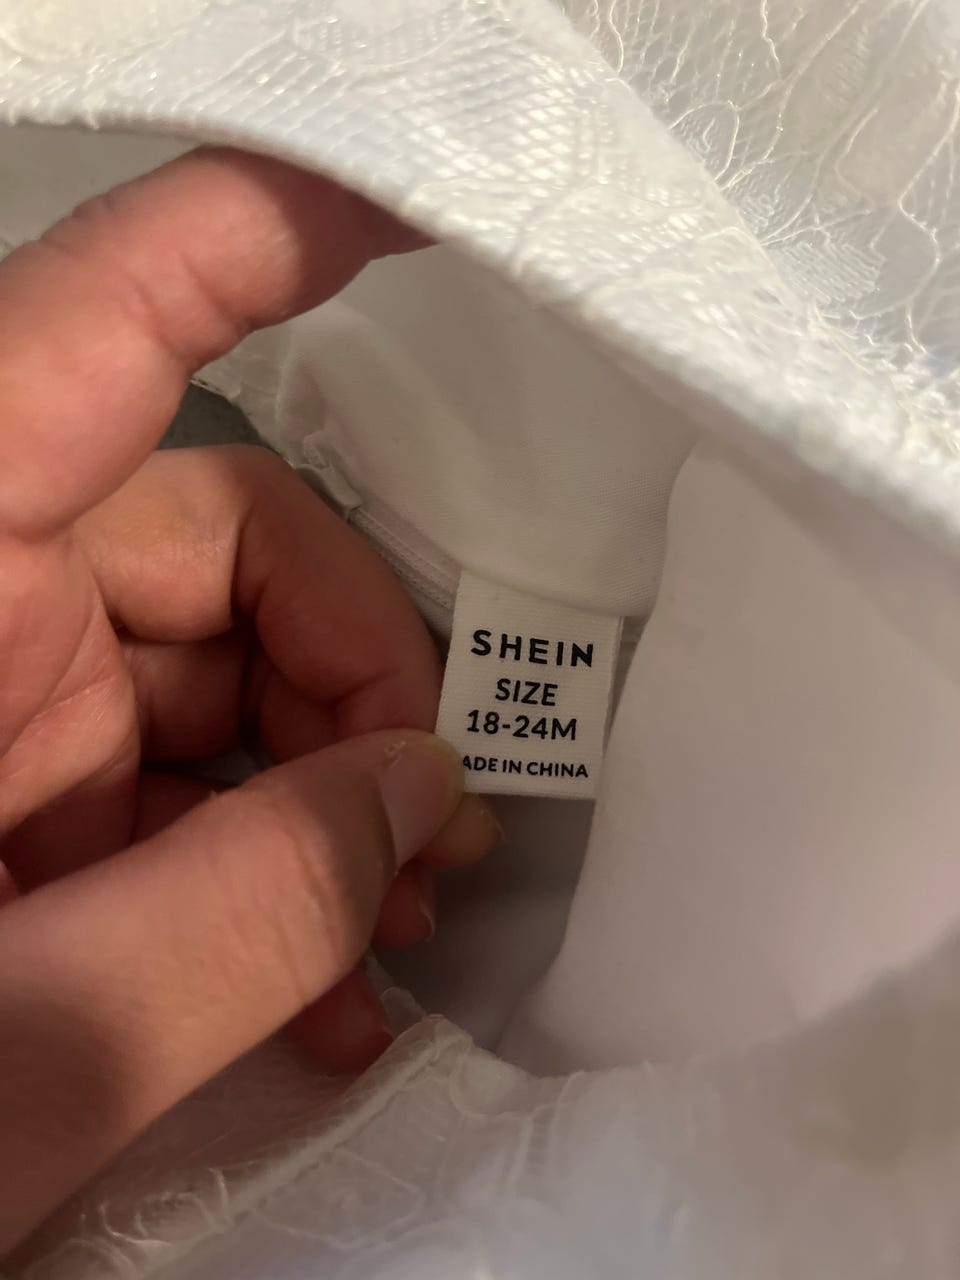 SHEIN
SIZE
18-24M
ADE IN CHINA